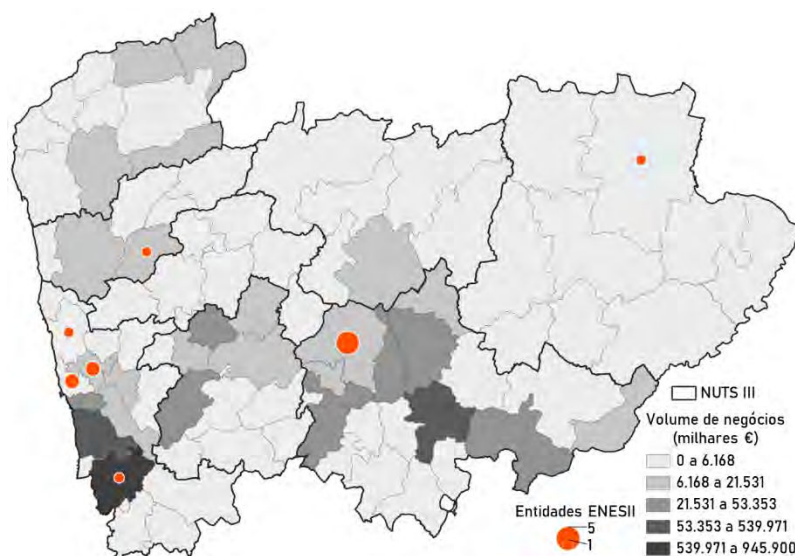 NUTS III
Volume de negócios
(milhares €)
0 a 6.168
6.168 a 21.531
21.531 a 53.353
53.353 a 539.971
539.971 a 945.900
Entidades ENESII
5
1